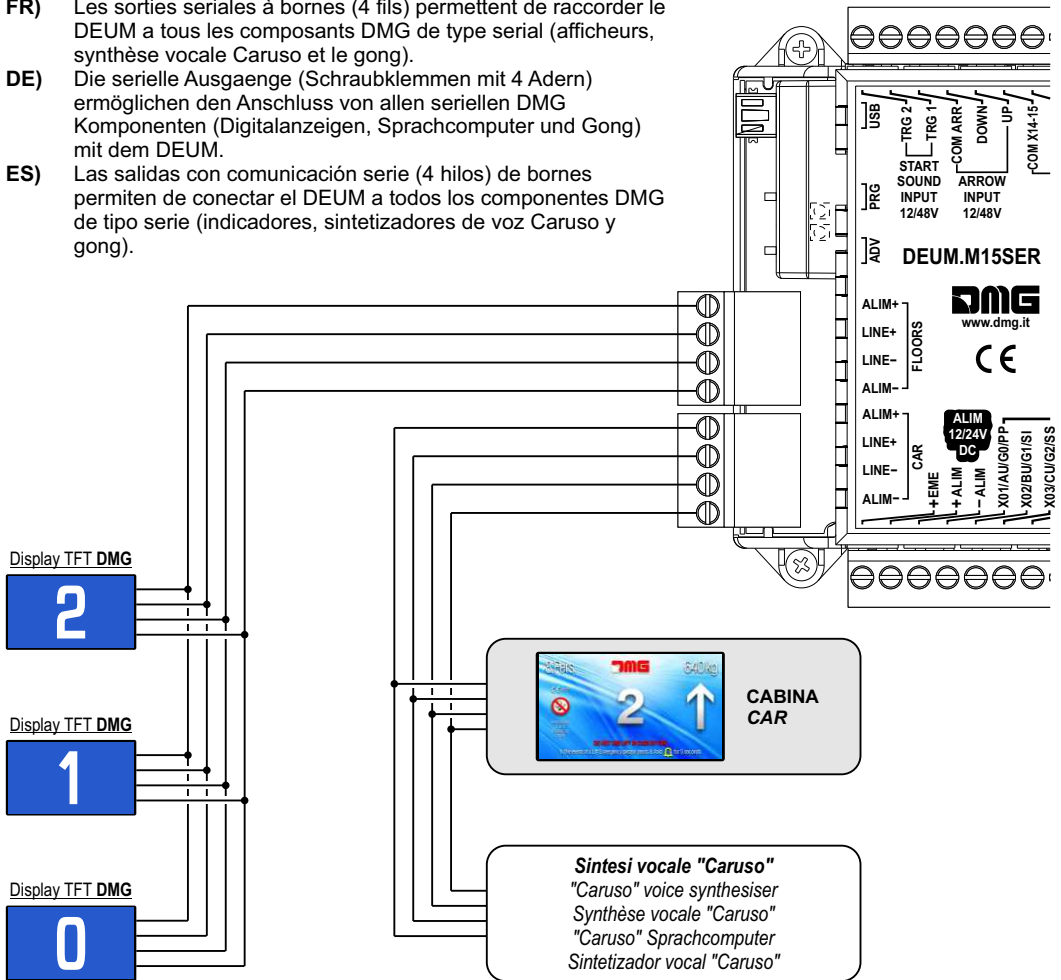 FR) Les sorties seriales à bornes (4 fils) permettent de raccorder le
DEUM a tous les composants DMG de type serial (afficheurs,
synthèse vocale Caruso et le gong).
DE) Die serielle Ausgaenge (Schraubklemmen mit 4 Adern)
ermöglichen den Anschluss von allen seriellen DMG
Komponenten (Digitalanzeigen, Sprachcomputer und Gong)
mit dem DEUM.
ES) Las salidas con comunicación serie (4 hilos) de bornes
permiten de conectar el DEUM a todos los componentes DMG
de tipo serie (indicadores, sintetizadores de voz Caruso y
gong).
USB
PRG
ADV
TRG 2
TRG 1
START
SOUND
INPUT
12/48V
COM ARR
DOWN
UP
ARROW
INPUT
12/48V
COM X14-15
DEUM.M15SER
DMG
www.dmg.it
CE
ALIM+
LINE+
LINE–
ALIM–
FLOORS
ALIM+
LINE+
LINE–
ALIM–
CAR
ALIM
12/24V
DC
+EME
+ALIM
–ALIM
X01/AU/G0/PP
X02/BU/G1/SI
X03/CU/G2/SS
Display TFT DMG
2
Display TFT DMG
1
Display TFT DMG
0
DMG
640kg
2
CABINA
CAR
Sintesi vocale "Caruso"
"Caruso" voice synthesiser
Synthèse vocale "Caruso"
"Caruso" Sprachcomputer
Sintetizador vocal "Caruso"